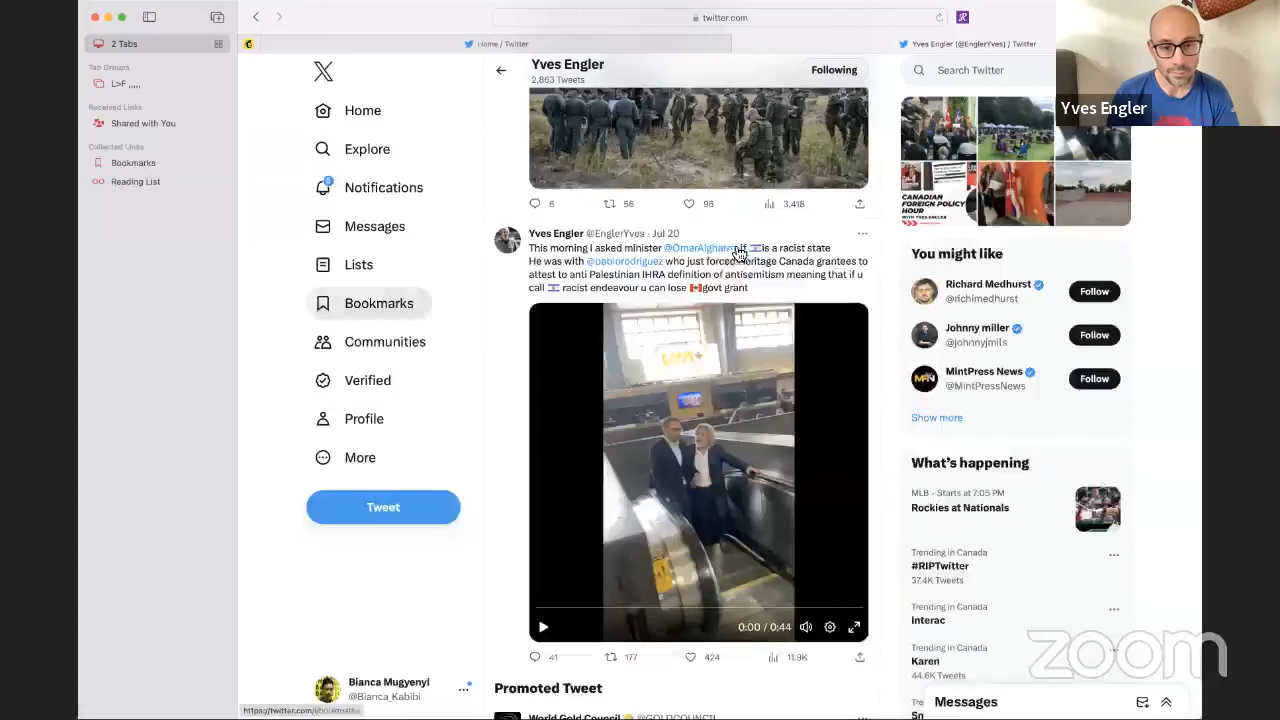 2 Tabs
Tab Groups
Received Links
Shared with You
Collected Links
Bookmarks
Reading List
twitter.com
Home / Twitter
Yves Engler (@EnglerYves) / Twitter
Home
Explore
Notifications
Messages
Lists
Bookmarks
Communities
Verified
Profile
More
Tweet
Bianca Mugyenyi
@Bianca_Kabibi
Yves Engler
2,863 Tweets
Following
6 56 96 3,418
Yves Engler @EnglerYves · Jul 20
This morning I asked minister if is a racist state
He was with @pablorodriguez who just forced Heritage Canada grantees to
attest to anti Palestinian IHRA definition of antisemitism meaning that if u
call racist endeavour u can lose govt grant
0:00 / 0:44
41 177 424 11.9K
Promoted Tweet
World Gold Council @GOLDCOUNCIL
Search Twitter
CANADIAN
FOREIGN POLICY
HOUR
WITH YVES ENGLER
You might like
Richard Medhurst
@richimedhurst
Follow
Johnny miller
@johnnyjmils
Follow
MintPress News
@MintPressNews
Follow
Show more
What's happening
MLB · Starts at 7:05 PM
Rockies at Nationals
Trending in Canada
#RIPTwitter
37.4K Tweets
Trending in Canada
Interac
Trending in Canada
Karen
44.6K Tweets
Messages
Yves Engler
zoom